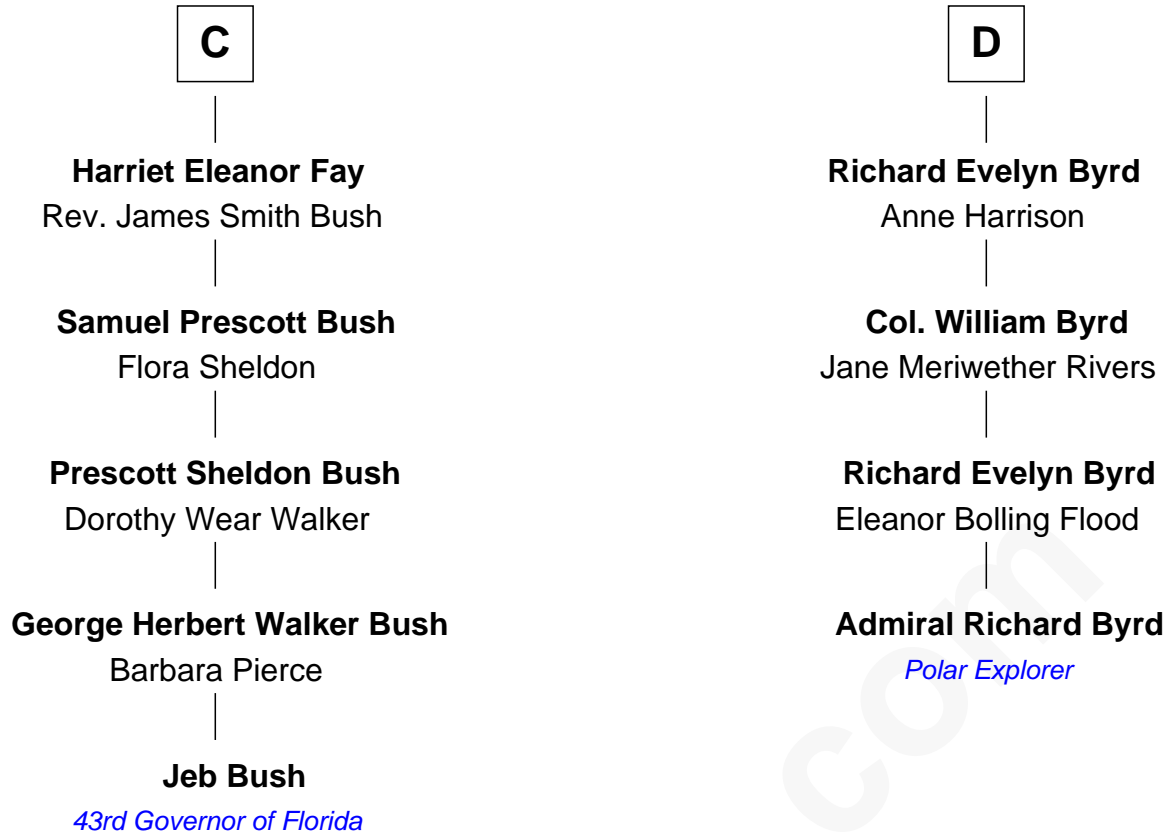 C
Harriet Eleanor Fay
Rev. James Smith Bush
Samuel Prescott Bush
Flora Sheldon
Prescott Sheldon Bush
Dorothy Wear Walker
George Herbert Walker Bush
Barbara Pierce
Jeb Bush
43rd Governor of Florida
D
Richard Evelyn Byrd
Anne Harrison
Col. William Byrd
Jane Meriwether Rivers
Richard Evelyn Byrd
Eleanor Bolling Flood
Admiral Richard Byrd
Polar Explorer
com